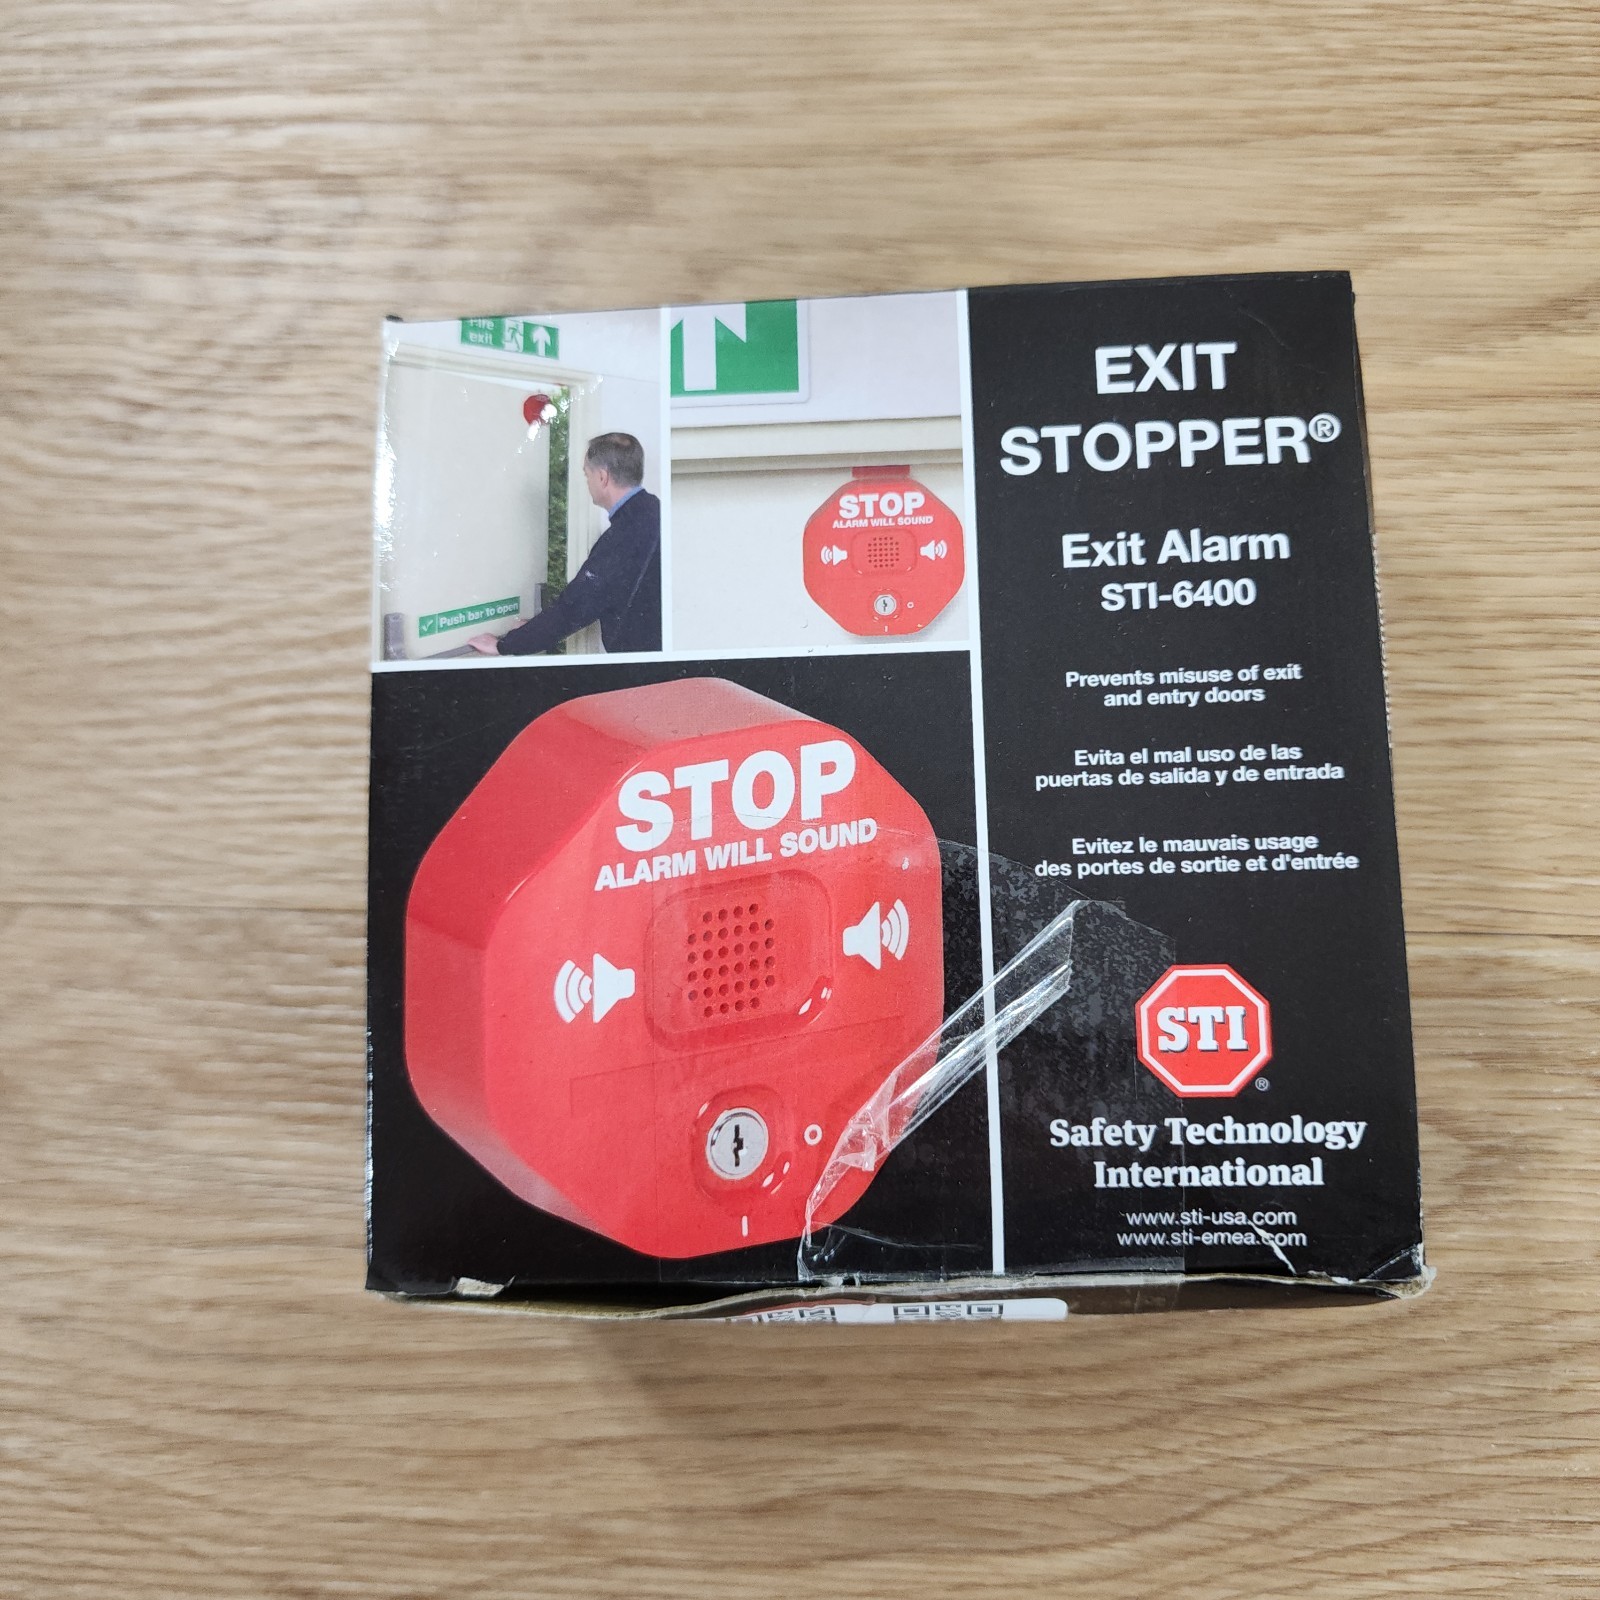 Fire
exit
Push bar to open
STOP
ALARM WILL SOUND
EXIT
STOPPER®
Exit Alarm
STI-6400
Prevents misuse of exit
and entry doors
Evita el mal uso de las
puertas de salida y de entrada
Evitez le mauvais usage
des portes de sortie et d'entrée
STOP
ALARM WILL SOUND
STI
®
Safety Technology
International
www.sti-usa.com
www.sti-emea.com